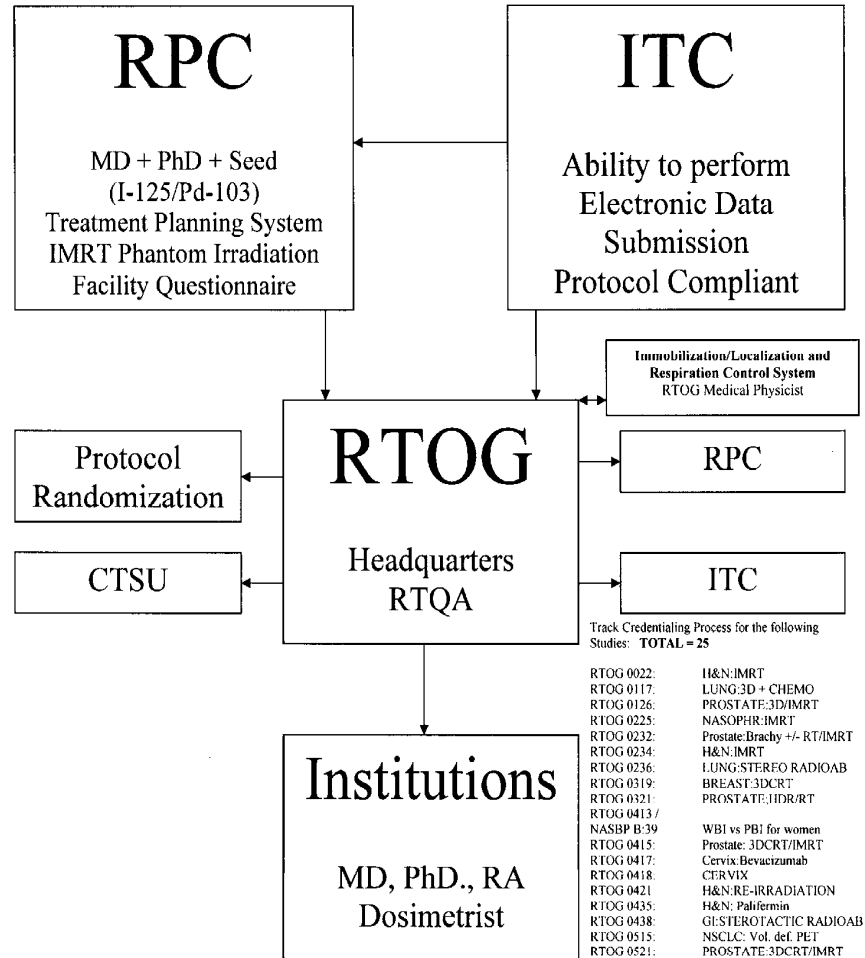 RPC
MD + PhD + Seed
(I-125/Pd-103)
Treatment Planning System
IMRT Phantom Irradiation
Facility Questionnaire
ITC
Ability to perform
Electronic Data
Submission
Protocol Compliant
Immobilization/Localization and
Respiration Control System
RTOG Medical Physicist
RTOG
Headquarters
RTQA
Protocol
Randomization
RPC
CTSU
ITC
Track Credentialing Process for the following
Studies: TOTAL = 25
RTOG 0022: H&N:IMRT
RTOG 0117: LUNG:3D + CHEMO
RTOG 0126: PROSTATE:3D/IMRT
RTOG 0225: NASOPHR:IMRT
RTOG 0232: Prostate:Brachy +/- RT/IMRT
RTOG 0234: H&N:IMRT
RTOG 0236: LUNG:STEREO RADIOAB
RTOG 0319: BREAST:3DCRT
RTOG 0321: PROSTATE:HDR/RT
RTOG 0413 /
NASBP B:39 WBI vs PBI for women
RTOG 0415: Prostate: 3DCRT/IMRT
RTOG 0417: Cervix:Bevacizumab
RTOG 0418: CERVIX
RTOG 0421 H&N:RE-IRRADIATION
RTOG 0435: H&N: Palifermin
RTOG 0438: GI:STEROTACTIC RADIOAB
RTOG 0515: NSCLC: Vol. def. PET
RTOG 0521: PROSTATE:3DCRT/IMRT
Institutions
MD, PhD., RA
Dosimetrist